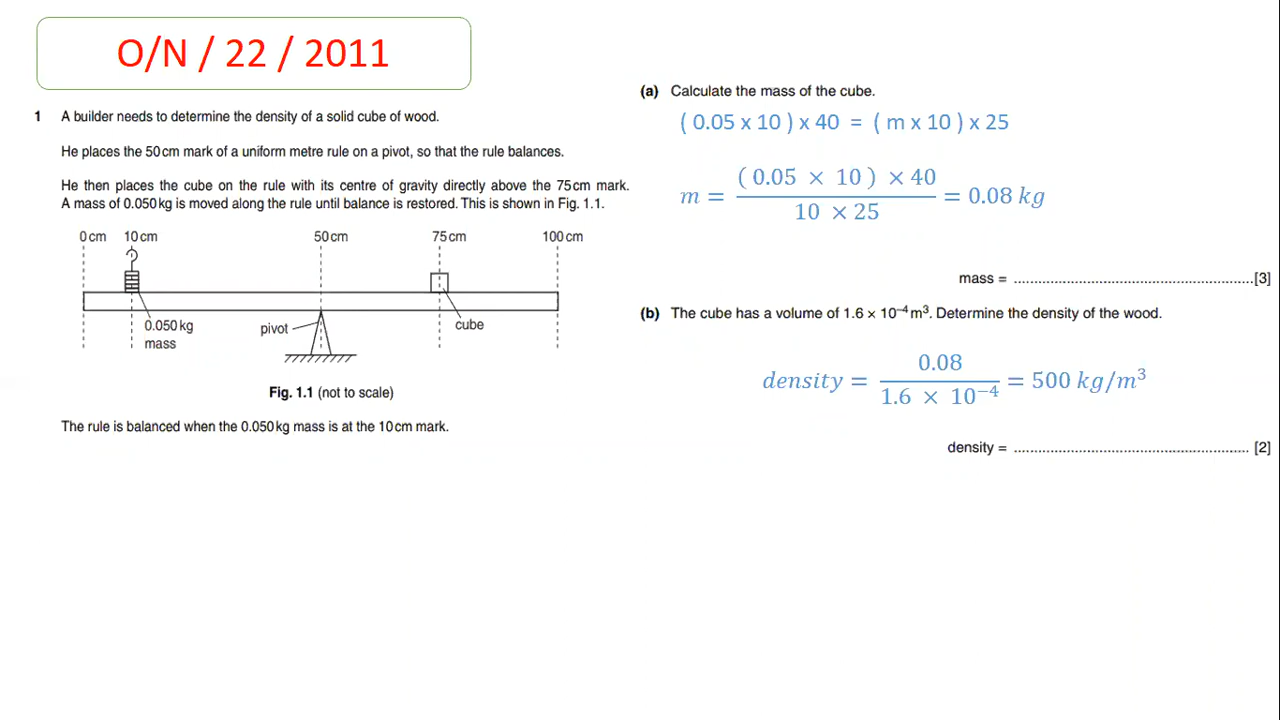 O/N / 22 / 2011
1 A builder needs to determine the density of a solid cube of wood.
He places the 50 cm mark of a uniform metre rule on a pivot, so that the rule balances.
He then places the cube on the rule with its centre of gravity directly above the 75 cm mark.
A mass of 0.050 kg is moved along the rule until balance is restored. This is shown in Fig. 1.1.
0 cm 10 cm 50 cm 75 cm 100 cm
0.050 kg
mass
pivot
cube
Fig. 1.1 (not to scale)
The rule is balanced when the 0.050 kg mass is at the 10 cm mark.
(a) Calculate the mass of the cube.
( 0.05 x 10 ) x 40 = ( m x 10 ) x 25
m = \frac{( 0.05 × 10 ) × 40}{10 × 25} = 0.08 kg
mass = ............................................................[3]
(b) The cube has a volume of 1.6 × 10⁻⁴ m³. Determine the density of the wood.
density = \frac{0.08}{1.6 × 10⁻⁴} = 500 kg/m³
density = ........................................................... [2]